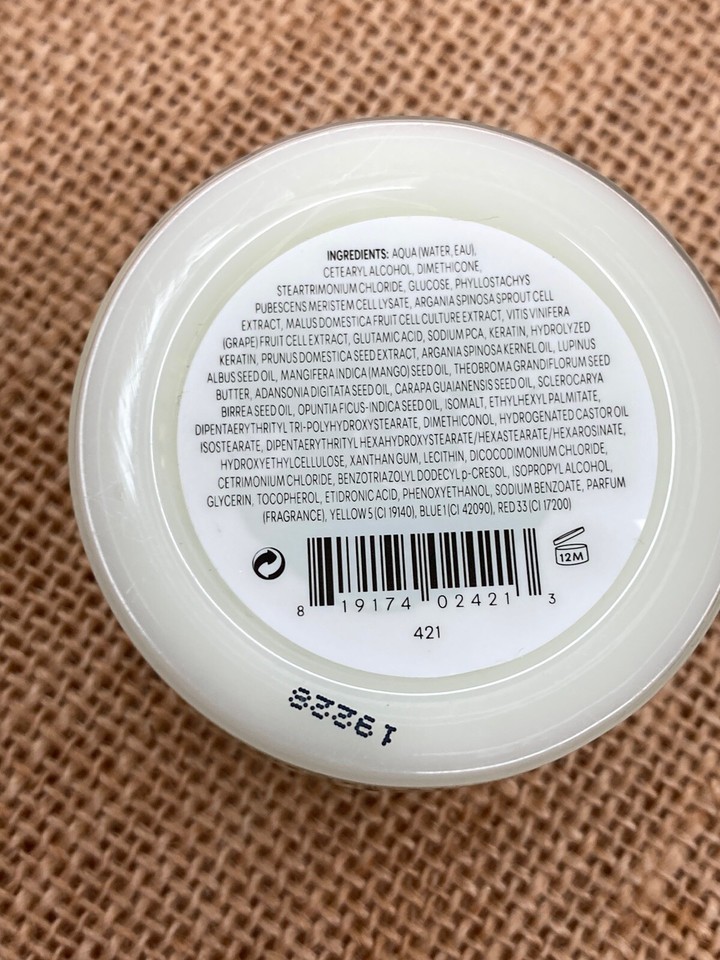 INGREDIENTS: AQUA (WATER, EAU),
CETEARYL ALCOHOL, DIMETHICONE,
STEARTRIMONIUM CHLORIDE, GLUCOSE, PHYLLOSTACHYS
PUBESCENS MERISTEM CELL LYSATE, ARGANIA SPINOSA SPROUT CELL
EXTRACT, MALUS DOMESTICA FRUIT CELL CULTURE EXTRACT, VITIS VINIFERA
(GRAPE) FRUIT CELL EXTRACT, GLUTAMIC ACID, SODIUM PCA, KERATIN, HYDROLYZED
KERATIN, PRUNUS DOMESTICA SEED EXTRACT, ARGANIA SPINOSA KERNEL OIL, LUPINUS
ALBUS SEED OIL, MANGIFERA INDICA (MANGO) SEED OIL, THEOBROMA GRANDIFLORUM SEED
BUTTER, ADANSONIA DIGITATA SEED OIL, CARAPA GUAIANENSIS SEED OIL, SCLEROCARYA
BIRREA SEED OIL, OPUNTIA FICUS-INDICA SEED OIL, ISOMALT, ETHYLHEXYL PALMITATE,
DIPENTAERYTHRITYL TRI-POLYHYDROXYSTEARATE, DIMETHICONOL, HYDROGENATED CASTOR OIL
ISOSTEARATE, DIPENTAERYTHRITYL HEXAHYDROXYSTEARATE/HEXASTEARATE/HEXAROSINATE,
HYDROXYETHYLCELLULOSE, XANTHAN GUM, LECITHIN, DICOCODIMONIUM CHLORIDE,
CETRIMONIUM CHLORIDE, BENZOTRIAZOLYL DODECYL p-CRESOL, ISOPROPYL ALCOHOL,
GLYCERIN, TOCOPHEROL, ETIDRONIC ACID, PHENOXYETHANOL, SODIUM BENZOATE, PARFUM
(FRAGRANCE), YELLOW 5 (CI 19140), BLUE 1 (CI 42090), RED 33 (CI 17200)
12M
8 19174 02421 3
421
19228